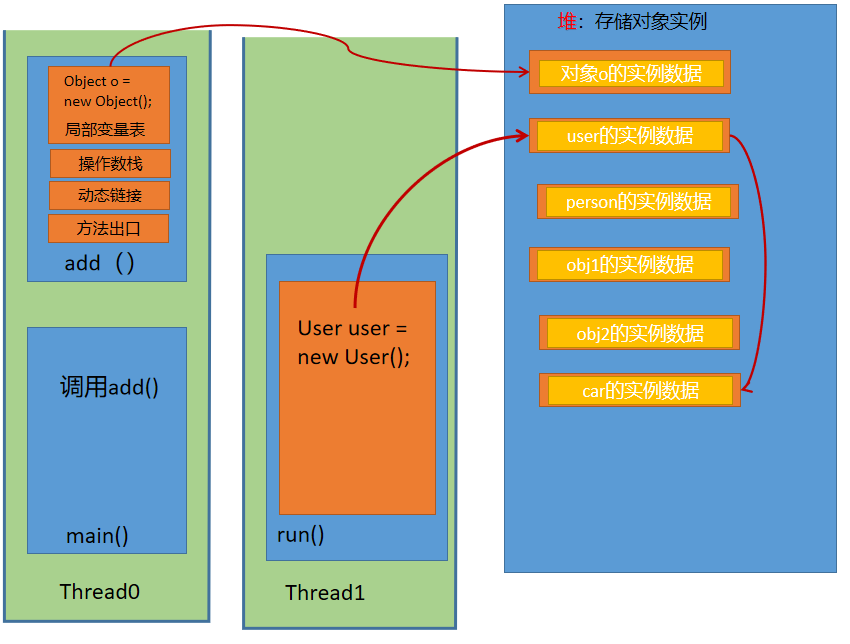 Object o =
new Object();
局部变量表
操作数栈
动态链接
方法出口
add（）
调用add()
main()
Thread0
User user =
new User();
run()
Thread1
堆：存储对象实例
对象o的实例数据
user的实例数据
person的实例数据
obj1的实例数据
obj2的实例数据
car的实例数据